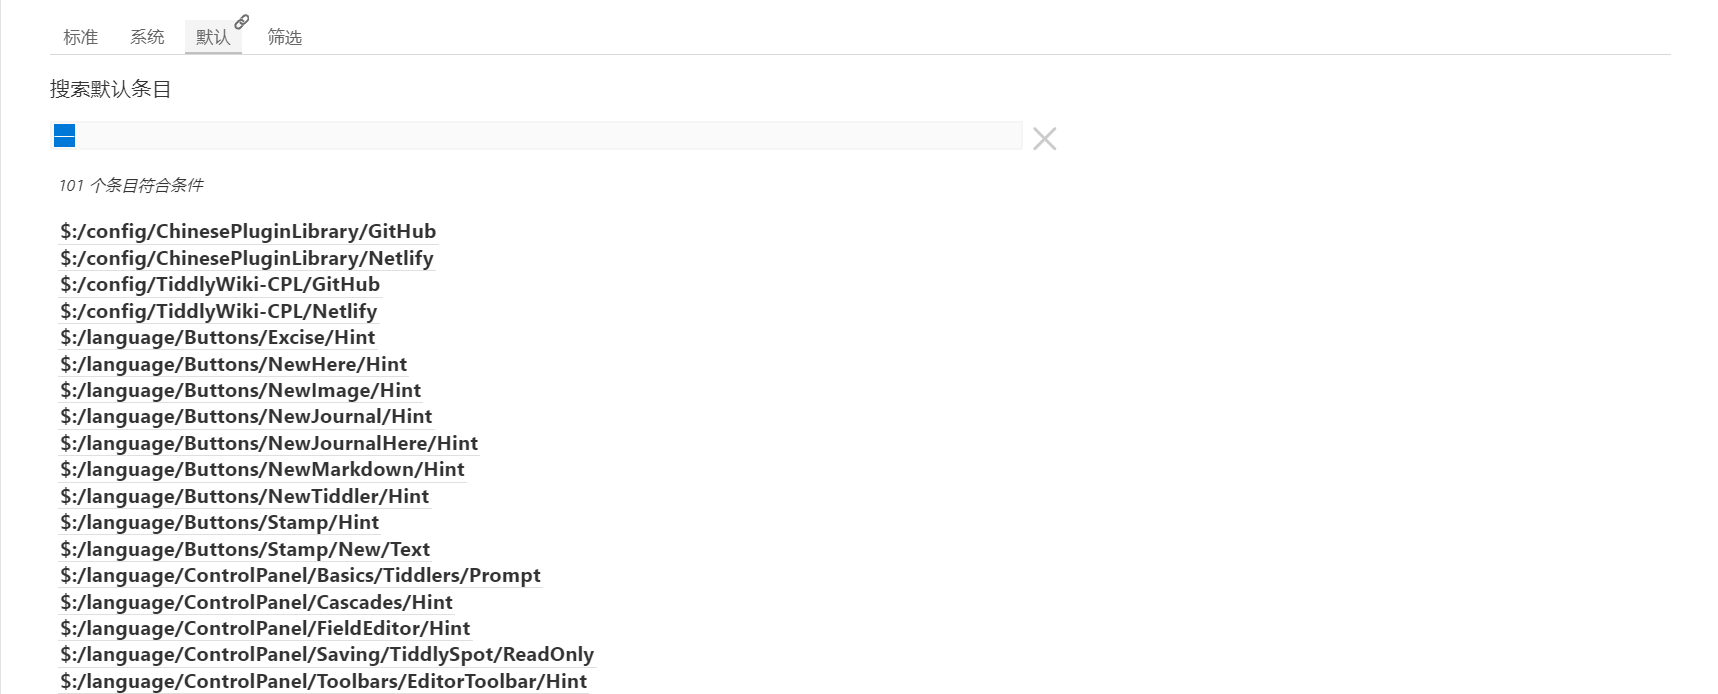 标准 系统 默认 筛选
搜索默认条目
一
101 个条目符合条件
$:/config/ChinesePluginLibrary/GitHub
$:/config/ChinesePluginLibrary/Netlify
$:/config/TiddlyWiki-CPL/GitHub
$:/config/TiddlyWiki-CPL/Netlify
$:/language/Buttons/Excise/Hint
$:/language/Buttons/NewHere/Hint
$:/language/Buttons/NewImage/Hint
$:/language/Buttons/NewJournal/Hint
$:/language/Buttons/NewJournalHere/Hint
$:/language/Buttons/NewMarkdown/Hint
$:/language/Buttons/NewTiddler/Hint
$:/language/Buttons/Stamp/Hint
$:/language/Buttons/Stamp/New/Text
$:/language/ControlPanel/Basics/Tiddlers/Prompt
$:/language/ControlPanel/Cascades/Hint
$:/language/ControlPanel/FieldEditor/Hint
$:/language/ControlPanel/Saving/TiddlySpot/ReadOnly
$:/language/ControlPanel/Toolbars/EditorToolbar/Hint